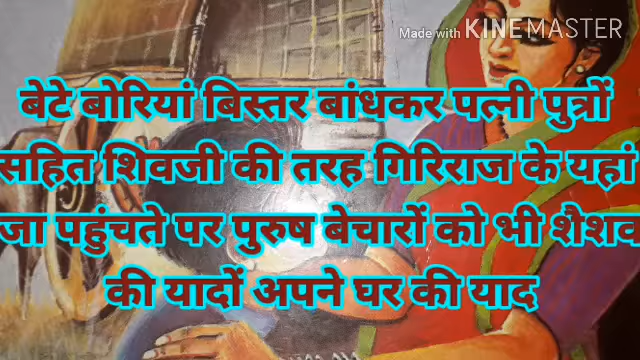 Made with KINEMASTER
बेटे बोरियां बिस्तर बांधकर पत्नी पुत्रों
सहित शिवजी की तरह गिरिराज के यहां
जा पहुंचते पर पुरुष बेचारों को भी शैशव
की यादों अपने घर की याद